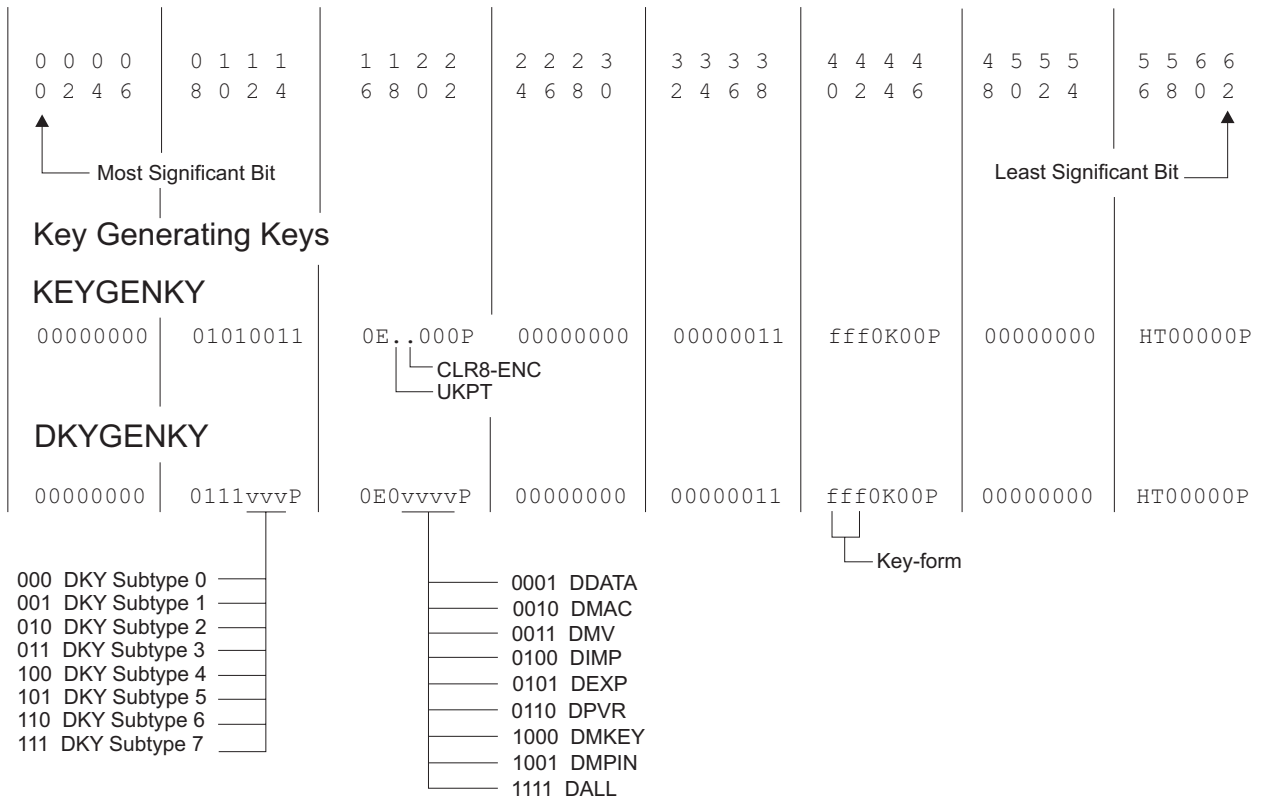 0 0 0 0 0 1 1 1 1 1 2 2 2 2 2 3 3 3 3 3 4 4 4 4 4 5 5 5 5 5 6 6
0 2 4 6 8 0 2 4 6 8 0 2 4 6 8 0 2 4 6 8 0 2 4 6 8 0 2 4 6 8 0 2
Most Significant Bit Least Significant Bit
Key Generating Keys
KEYGENKY
00000000 01010011 0E..000P 00000000 00000011 fff0K00P 00000000 HT00000P
CLR8-ENC
UKPT
DKYGENKY
00000000 0111vvvP 0E0vvvvP 00000000 00000011 fff0K00P 00000000 HT00000P
Key-form
000 DKY Subtype 0
001 DKY Subtype 1
010 DKY Subtype 2
011 DKY Subtype 3
100 DKY Subtype 4
101 DKY Subtype 5
110 DKY Subtype 6
111 DKY Subtype 7
0001 DDATA
0010 DMAC
0011 DMV
0100 DIMP
0101 DEXP
0110 DPVR
1000 DMKEY
1001 DMPIN
1111 DALL